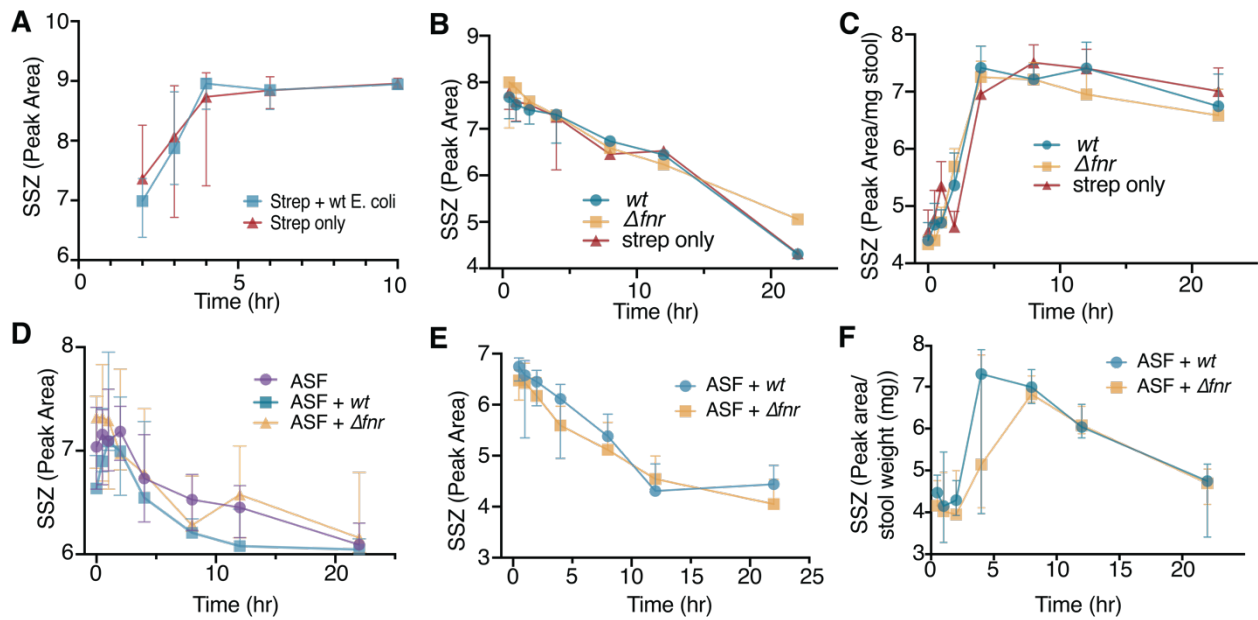 A
10
9
8
7
6
0
5
10
SSZ (Peak Area)
Time (hr)
Strep + wt E. coli
Strep only
B
9
8
7
6
5
4
0
10
20
SSZ (Peak Area)
Time (hr)
wt
Δfnr
strep only
C
8
7
6
5
4
0
10
20
SSZ (Peak Area/mg stool)
Time (hr)
wt
Δfnr
strep only
D
8
7
6
0
10
20
SSZ (Peak Area)
Time (hr)
ASF
ASF + wt
ASF + Δfnr
E
7
6
5
4
3
0
5
10
15
20
25
SSZ (Peak Area)
Time (hr)
ASF + wt
ASF + Δfnr
F
8
7
6
5
4
3
0
5
10
15
20
25
SSZ (Peak area/
stool weight (mg))
Time (hr)
ASF + wt
ASF + Δfnr